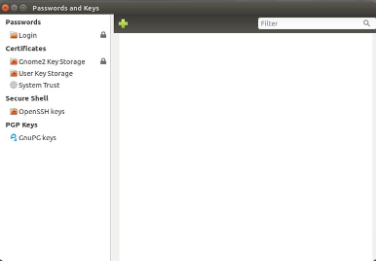 Passwords and Keys
Filter
Passwords
Login
Certificates
Gnome2 Key Storage
User Key Storage
System Trust
Secure Shell
OpenSSH keys
PGP Keys
GnuPG keys